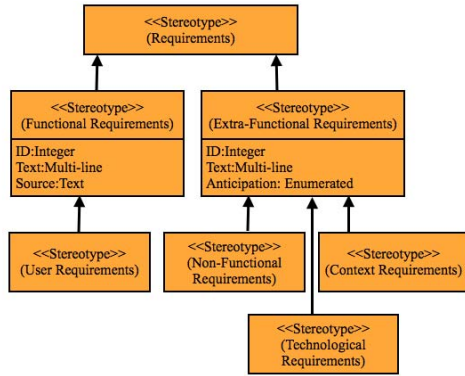 <<Stereotype>>
(Requirements)
<<Stereotype>>
(Functional Requirements)
ID:Integer
Text:Multi-line
Source:Text
<<Stereotype>>
(Extra-Functional Requirements)
ID:Integer
Text:Multi-line
Anticipation: Enumerated
<<Stereotype>>
(User Requirements)
<<Stereotype>>
(Non-Functional
Requirements)
<<Stereotype>>
(Context Requirements)
<<Stereotype>>
(Technological
Requirements)